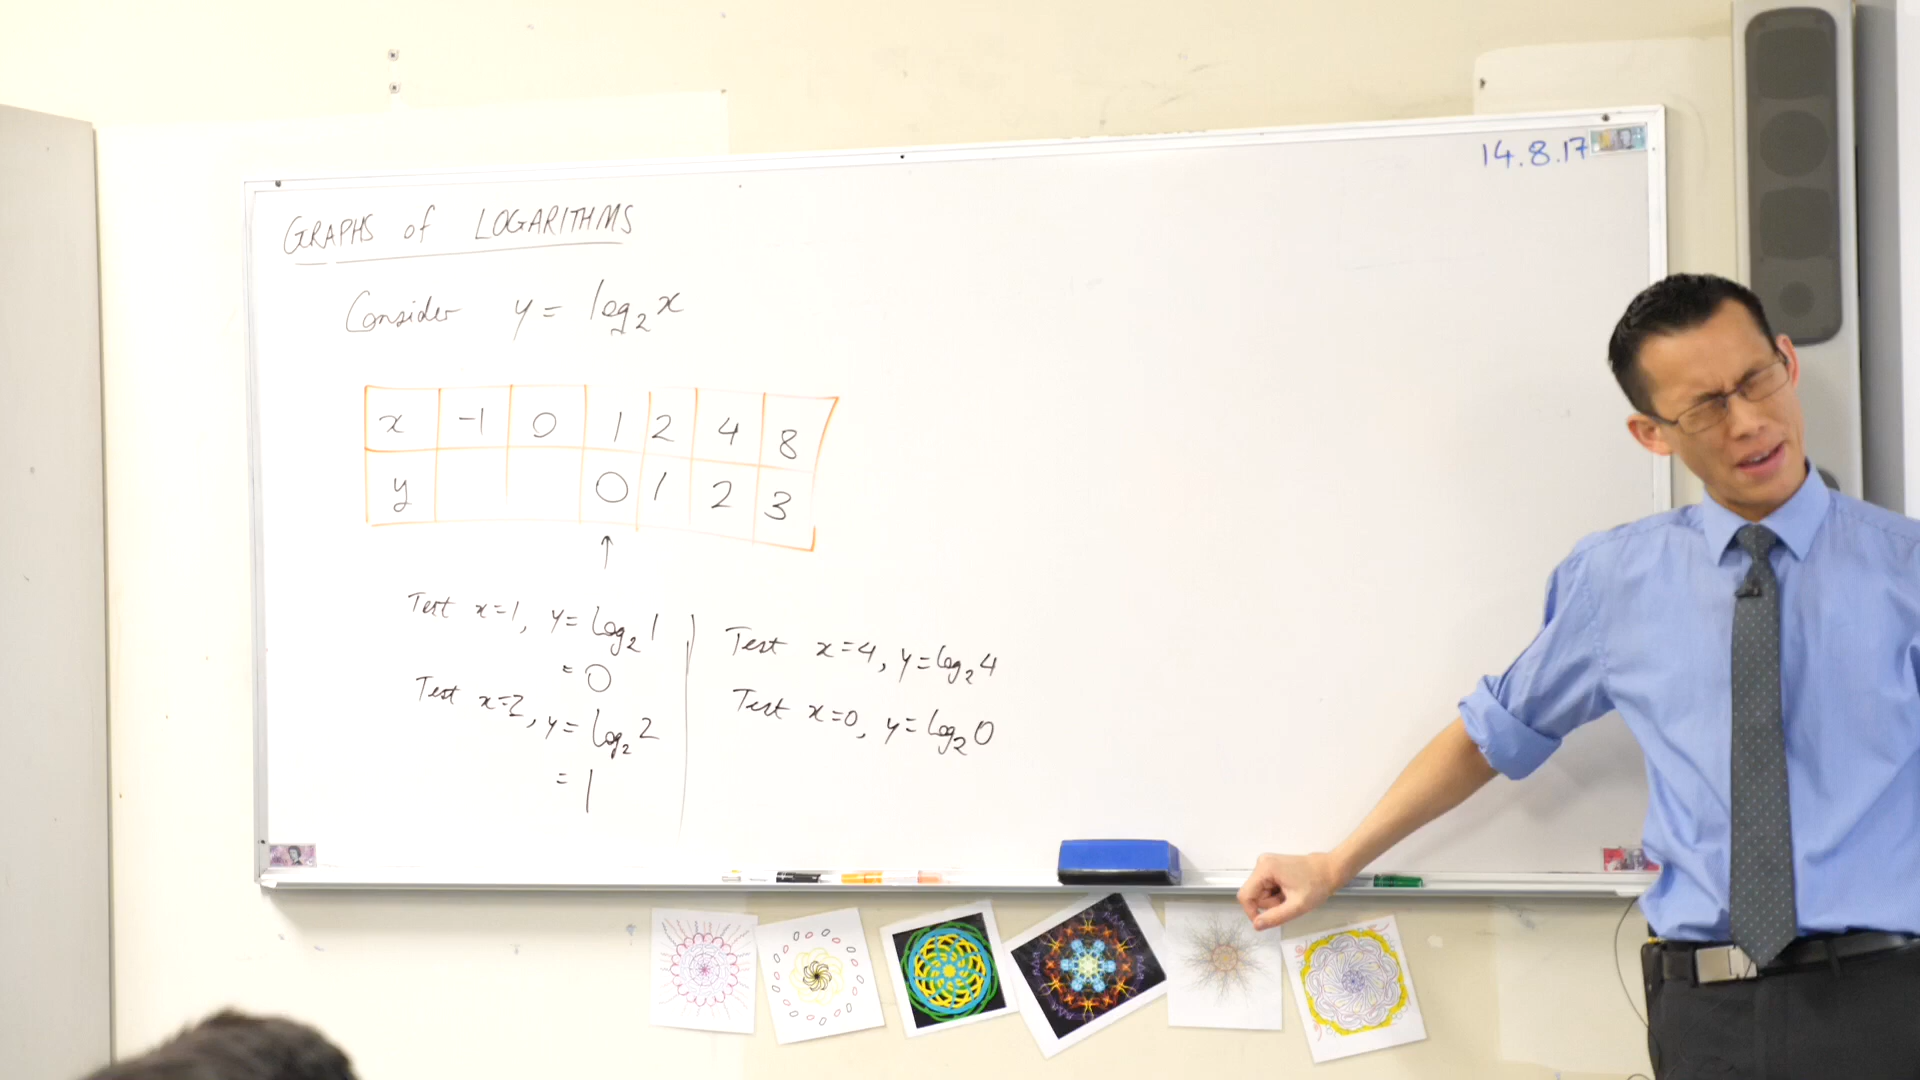 14.8.17
GRAPHS of LOGARITHMS
Consider y = log₂x
x -1 0 1 2 4 8
y 0 1 2 3
↑
Test x=1, y= log₂1
= 0
Test x=2, y= log₂2
= 1
Test x=4, y=log₂4
Test x=0, y=log₂0